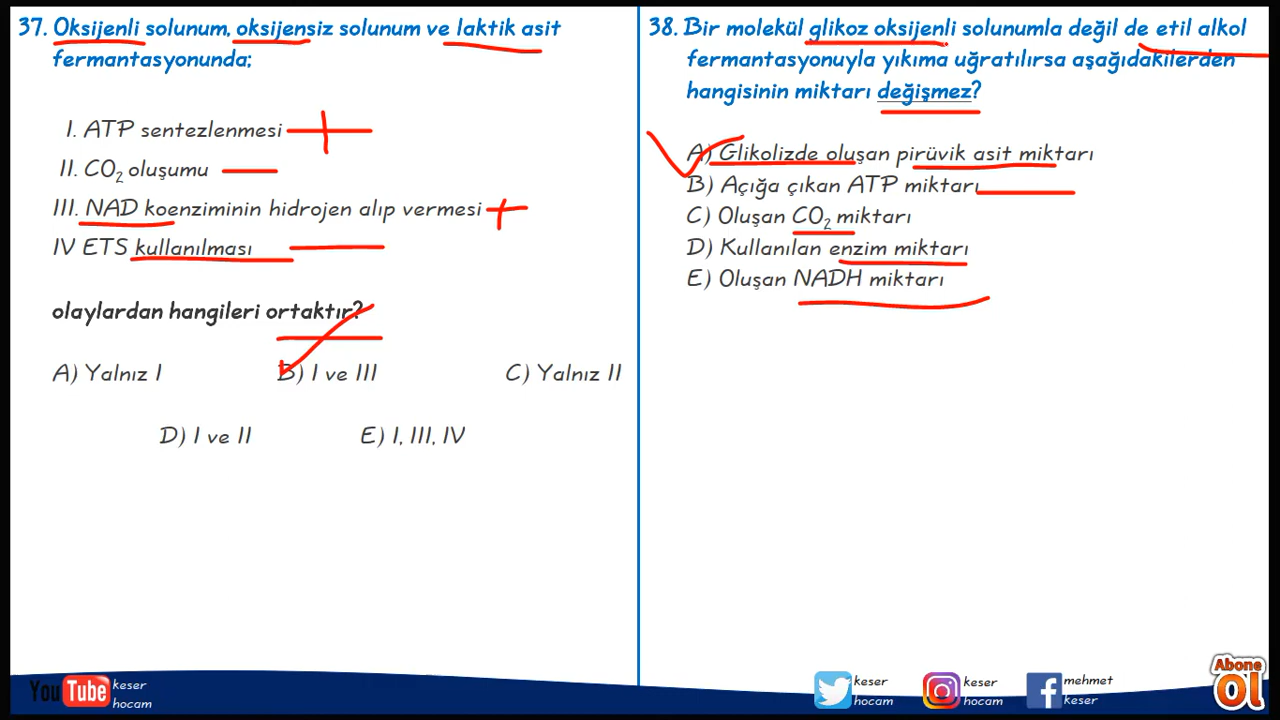 37. Oksijenli solunum, oksijensiz solunum ve laktik asit
fermantasyonunda;
I. ATP sentezlenmesi
II. CO₂ oluşumu
III. NAD koenziminin hidrojen alıp vermesi
IV ETS kullanılması
olaylardan hangileri ortaktır?
A) Yalnız I B) I ve III C) Yalnız II
D) I ve II E) I, III, IV
38. Bir molekül glikoz oksijenli solunumla değil de etil alkol
fermantasyonuyla yıkıma uğratılırsa aşağıdakilerden
hangisinin miktarı değişmez?
A) Glikolizde oluşan pirüvik asit miktarı
B) Açığa çıkan ATP miktarı
C) Oluşan CO₂ miktarı
D) Kullanılan enzim miktarı
E) Oluşan NADH miktarı
YouTube keser
hocam
keser
hocam
keser
hocam
mehmet
keser
Abone
OL